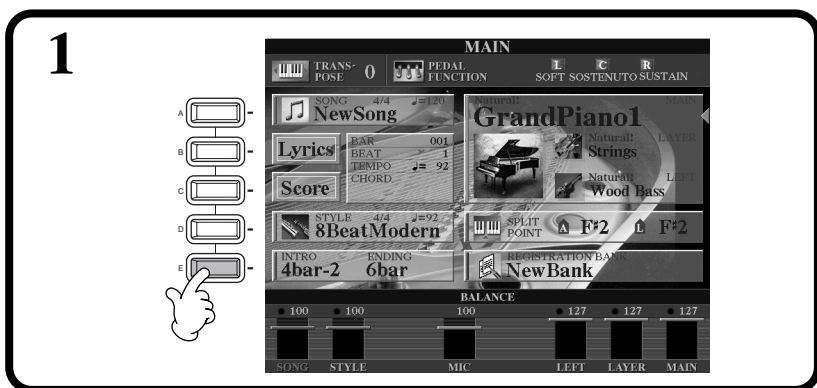 1
MAIN
TRANS-
POSE 0
PEDAL
FUNCTION
L C R
SOFT SOSTENUTO SUSTAIN
A
B
C
D
E
SONG 4/4 ♩=120
NewSong
Lyrics
Score
BAR 001
BEAT 1
TEMPO ♩= 92
CHORD
STYLE 4/4 ♩=92
8BeatModern
INTRO ENDING
4bar-2 6bar
Natural! MAIN
GrandPiano1
Natural! LAYER
Strings
Natural! LEFT
Wood Bass
SPLIT
POINT A F♯2 L F♯2
REGISTRATION BANK
NewBank
BALANCE
100 100 100 127 127 127
SONG STYLE MIC LEFT LAYER MAIN